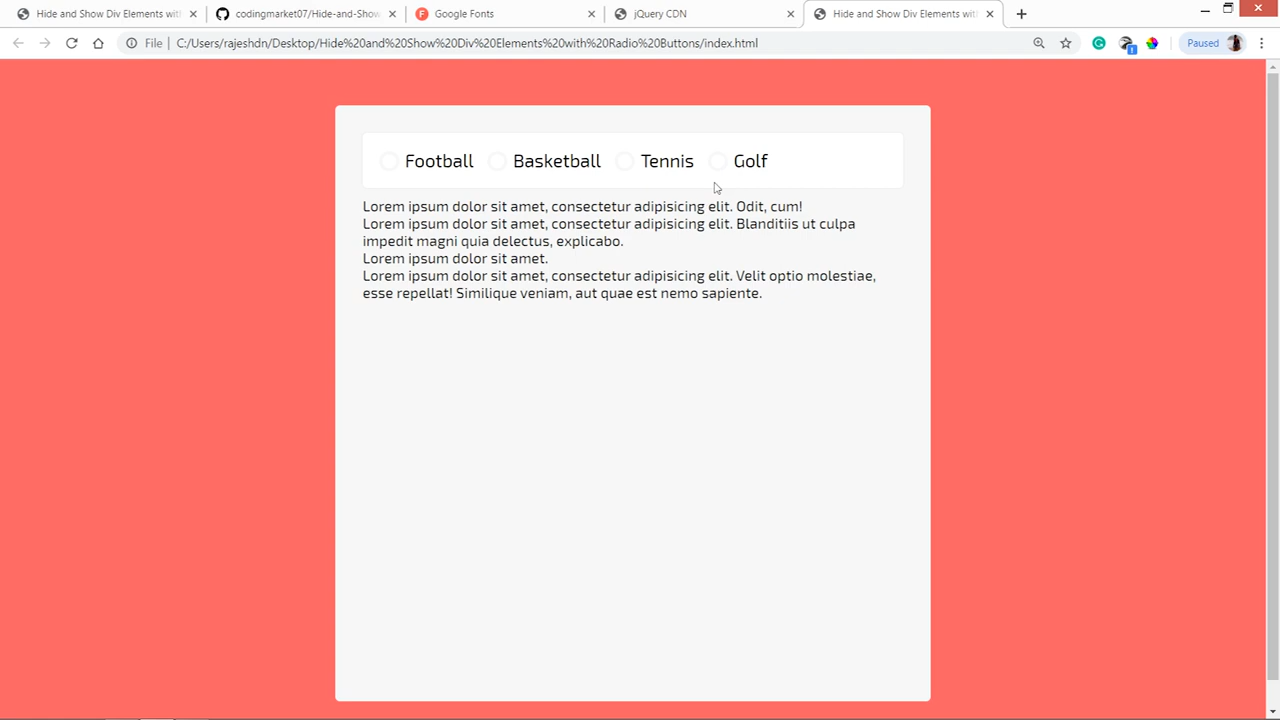 Hide and Show Div Elements wit
codingmarket07/Hide-and-Show
Google Fonts
jQuery CDN
Hide and Show Div Elements wit
File
C:/Users/rajeshdn/Desktop/Hide%20and%20Show%20Div%20Elements%20with%20Radio%20Buttons/index.html
Paused
Football Basketball Tennis Golf
Lorem ipsum dolor sit amet, consectetur adipisicing elit. Odit, cum!
Lorem ipsum dolor sit amet, consectetur adipisicing elit. Blanditiis ut culpa
impedit magni quia delectus, explicabo.
Lorem ipsum dolor sit amet.
Lorem ipsum dolor sit amet, consectetur adipisicing elit. Velit optio molestiae,
esse repellat! Similique veniam, aut quae est nemo sapiente.